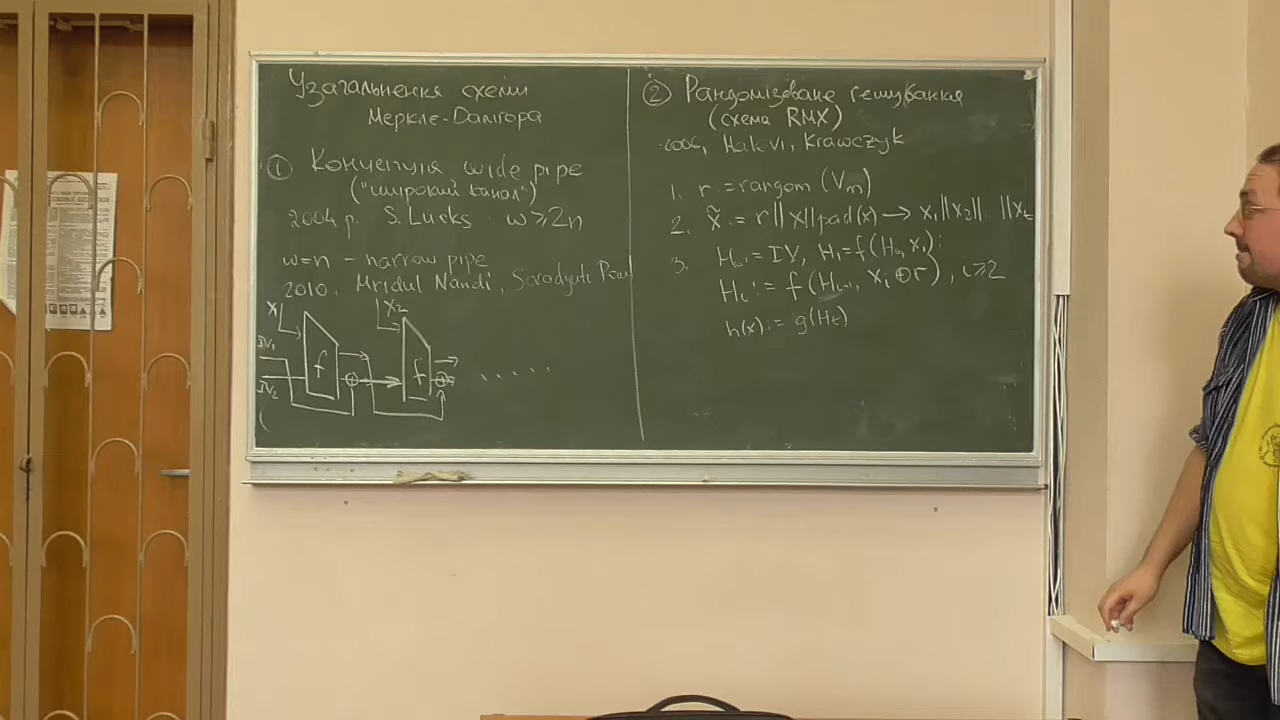 Узагальнення схеми
Меркле-Дамгора
① Концепція wide pipe
("широкий канал")
2004 р. S. Lucks w ≥ 2n
w = n – narrow pipe
2010. Mridul Nandi, Souradyuti Paul
X₁
X₂
IV₁
f
f
IV₂
.....
② Рандомізоване гешування
(схема RMX)
2006, Halevi, Krawczyk
1. r := random (Vₘ)
2. x̃ := r || x || pad(x) → x₁||x₂||...||xₜ
3. H₀ := IV, H₁ = f(H₀, x₁);
Hᵢ := f(Hᵢ₋₁, xᵢ ⊕ r), i ≥ 2
h(x) := g(Hₜ)